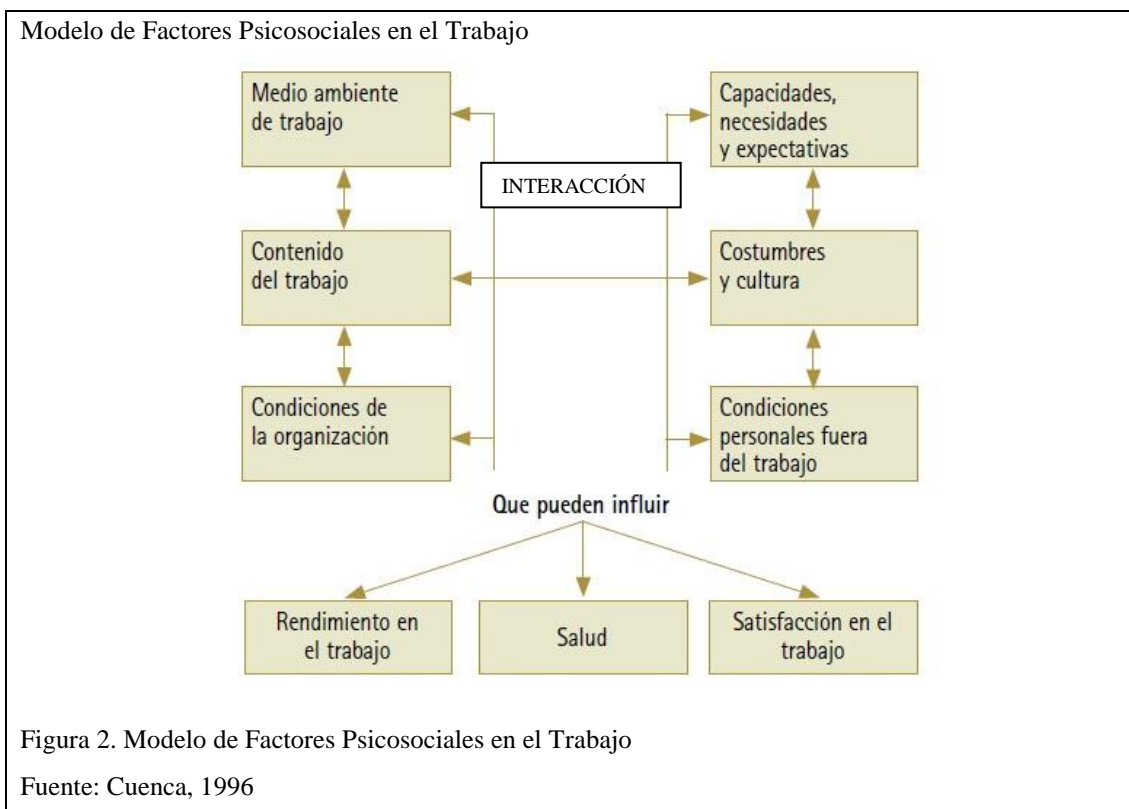 Modelo de Factores Psicosociales en el Trabajo
Medio ambiente
de trabajo
Capacidades,
necesidades
y expectativas
INTERACCIÓN
Contenido
del trabajo
Costumbres
y cultura
Condiciones de
la organización
Condiciones
personales fuera
del trabajo
Que pueden influir
Rendimiento en
el trabajo
Salud
Satisfacción en el
trabajo
Figura 2. Modelo de Factores Psicosociales en el Trabajo
Fuente: Cuenca, 1996